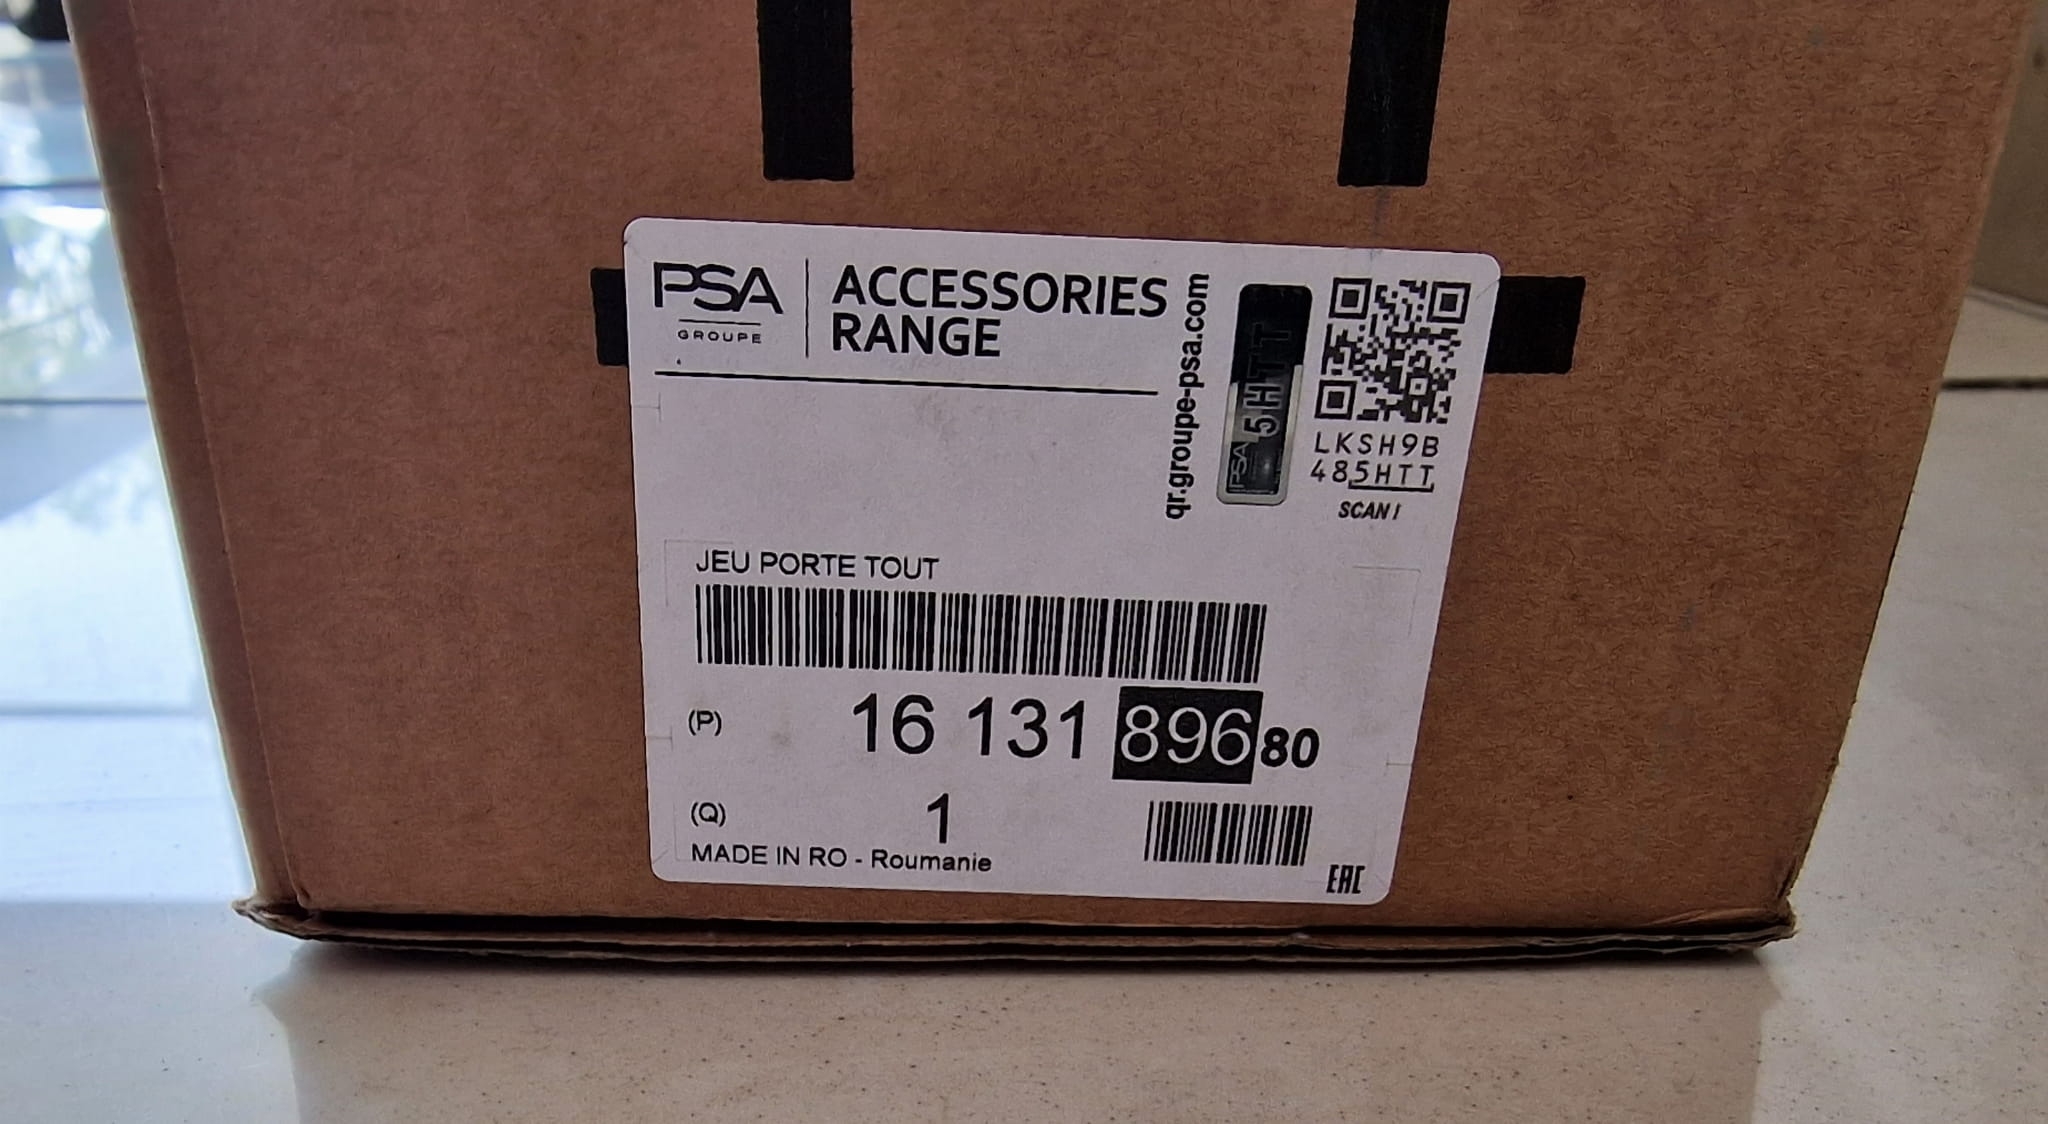 PSA
GROUPE
ACCESSORIES
RANGE
qr.groupe-psa.com
PSA 5HTT
LKSH9B
485HTT
SCAN !
JEU PORTE TOUT
(P) 16 131 896 80
(Q) 1
MADE IN RO - Roumanie
EAC